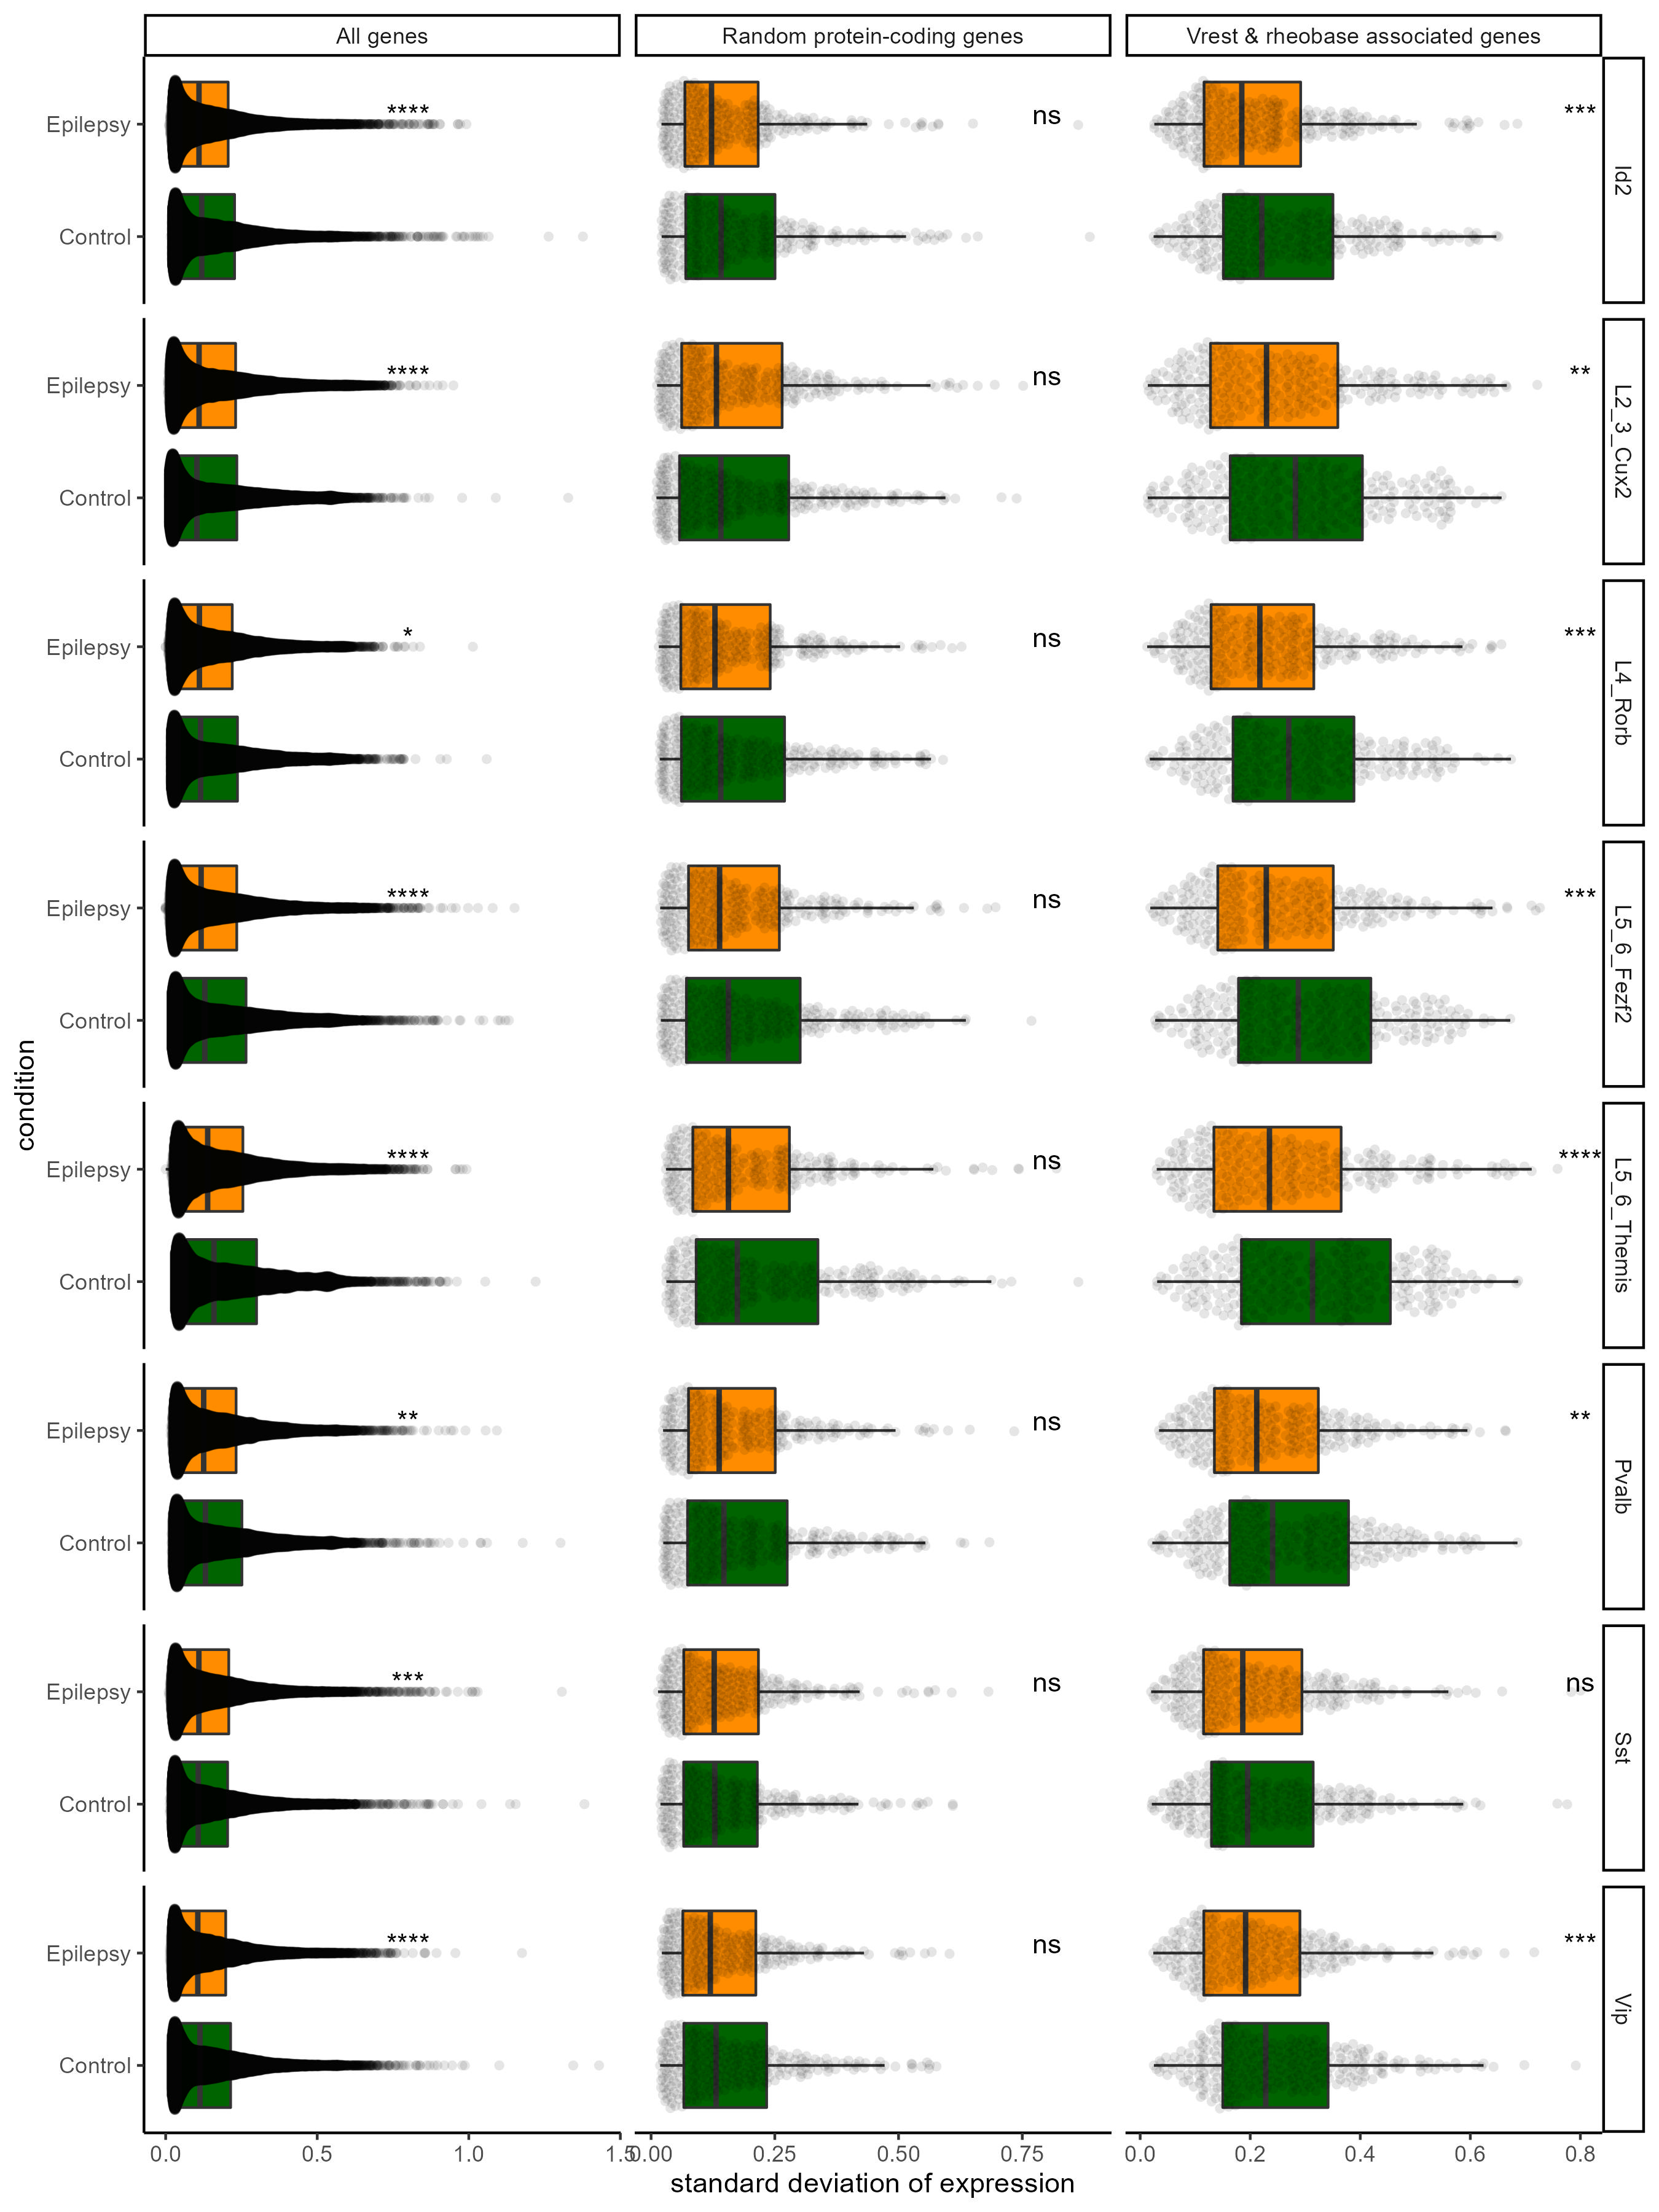 All genes
Random protein-coding genes
Vrest & rheobase associated genes
Epilepsy
****
ns
***
Control
Id2
Epilepsy
****
ns
**
Control
L2_3_Cux2
Epilepsy
*
ns
***
Control
L4_Rorb
Epilepsy
****
ns
***
Control
L5_6_Fezf2
Epilepsy
****
ns
****
Control
L5_6_Themis
Epilepsy
**
ns
**
Control
Pvalb
Epilepsy
***
ns
ns
Control
Sst
Epilepsy
****
ns
***
Control
Vip
condition
0.0 0.5 1.0 1.5
0.00 0.25 0.50 0.75
0.0 0.2 0.4 0.6 0.8
standard deviation of expression